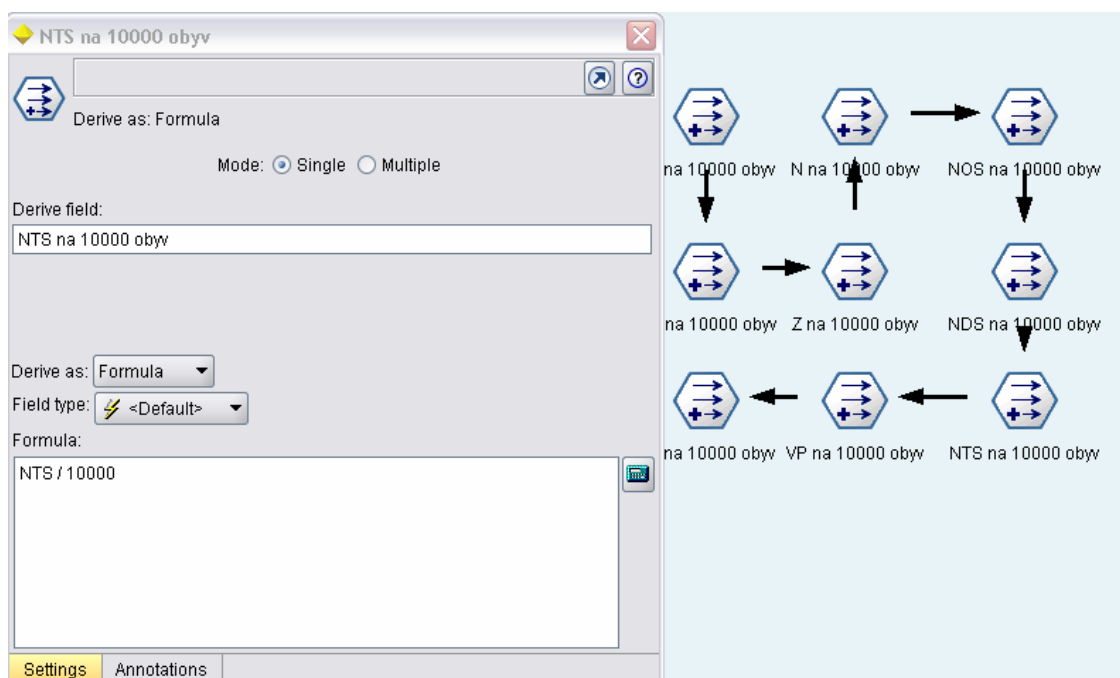 NTS na 10000 obyv
Derive as: Formula
Mode: Single Multiple
Derive field:
NTS na 10000 obyv
Derive as: Formula
Field type: <Default>
Formula:
NTS / 10000
Settings Annotations
na 10000 obyv N na 10000 obyv NOS na 10000 obyv
na 10000 obyv Z na 10000 obyv NDS na 10000 obyv
na 10000 obyv VP na 10000 obyv NTS na 10000 obyv